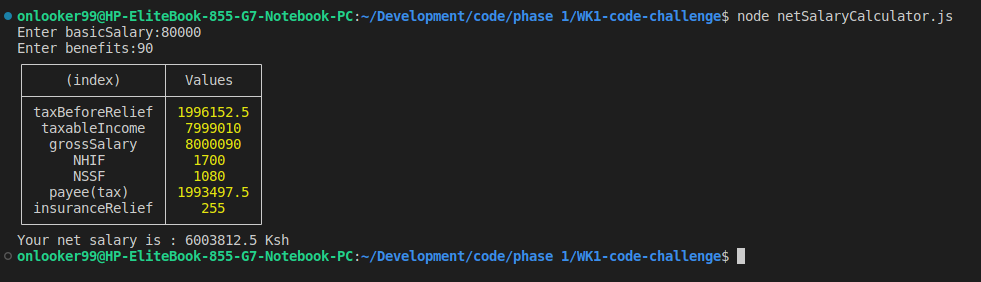 onlooker99@HP-EliteBook-855-G7-Notebook-PC:~/Development/code/phase 1/WK1-code-challenge$ node netSalaryCalculator.js
Enter basicSalary:80000
Enter benefits:90
(index) Values
taxBeforeRelief 1996152.5
taxableIncome 7999010
grossSalary 8000090
NHIF 1700
NSSF 1080
payee(tax) 1993497.5
insuranceRelief 255
Your net salary is : 6003812.5 Ksh
onlooker99@HP-EliteBook-855-G7-Notebook-PC:~/Development/code/phase 1/WK1-code-challenge$